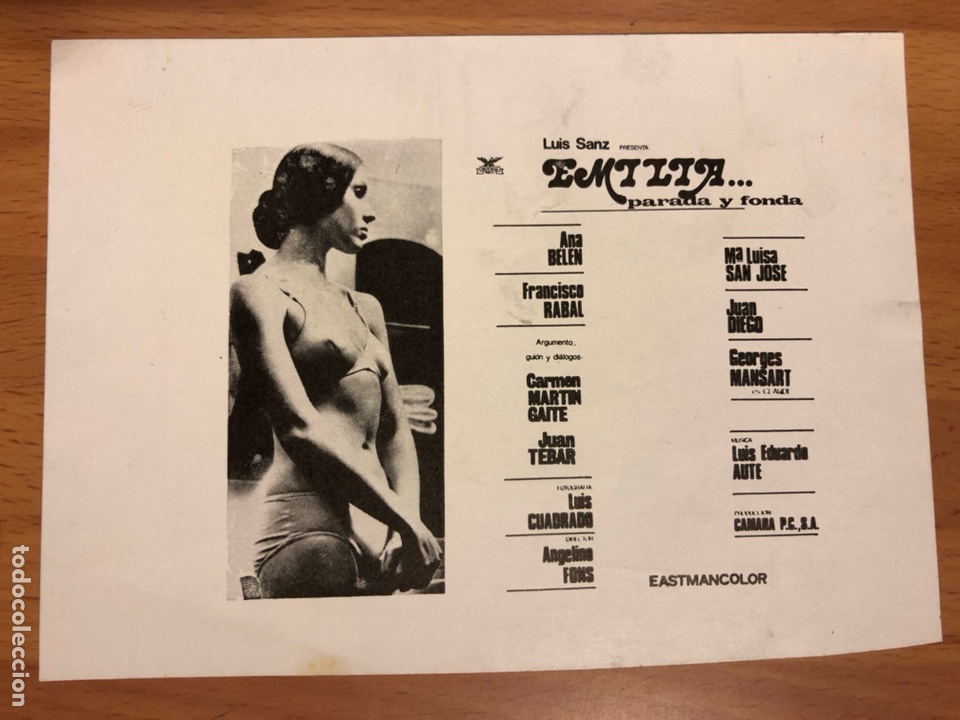 Luis Sanz PRESENTA
EMILIA...
parada y fonda
Ana
BELEN
Francisco
RABAL
Argumento,
guión y diálogos:
Carmen
MARTIN
GAITE
Juan
TEBAR
FOTOGRAFIA
Luis
CUADRADO
DIRECTOR
Angelino
FONS
Mª Luisa
SAN JOSE
Juan
DIEGO
Georges
MANSART
MUSICA
Luis Eduardo
AUTE
PRODUCCION
CAMARA P.C.,S.A.
EASTMANCOLOR
todocoleccion